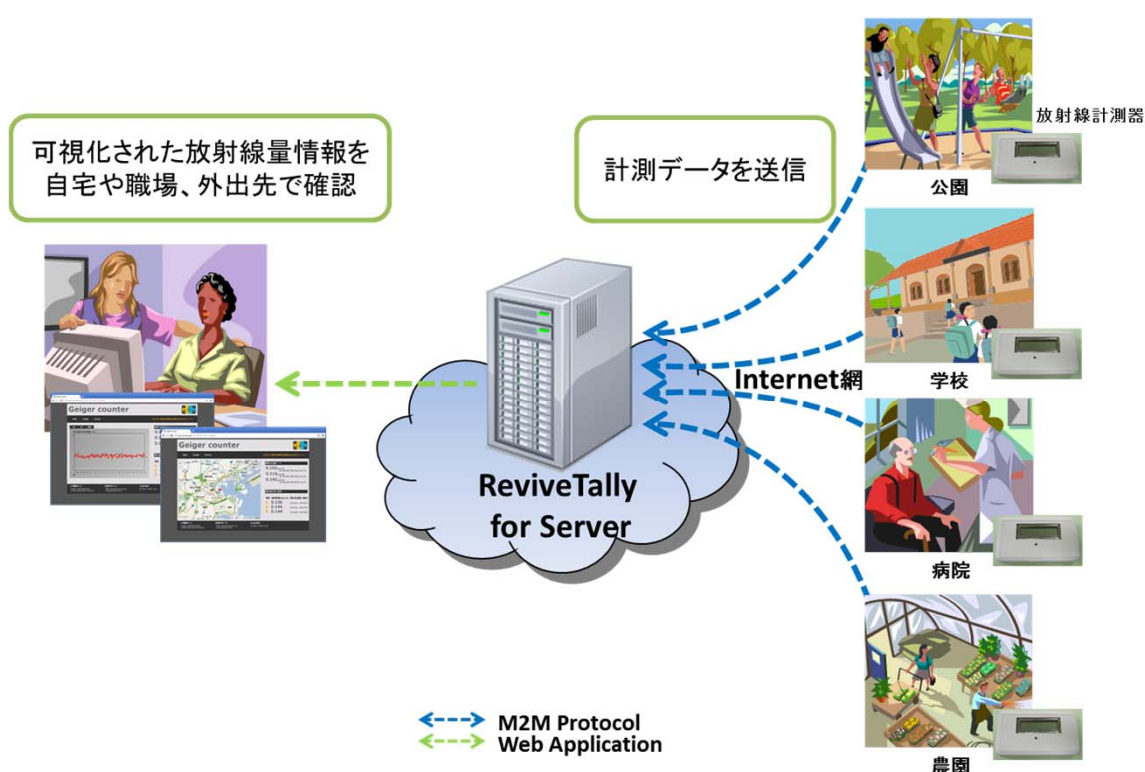 放射線計測器
可視化された放射線量情報を
自宅や職場、外出先で確認
計測データを送信
公園
Internet網
学校
Geiger counter
Geiger counter
ReviveTally
for Server
病院
M2M Protocol
Web Application
農園